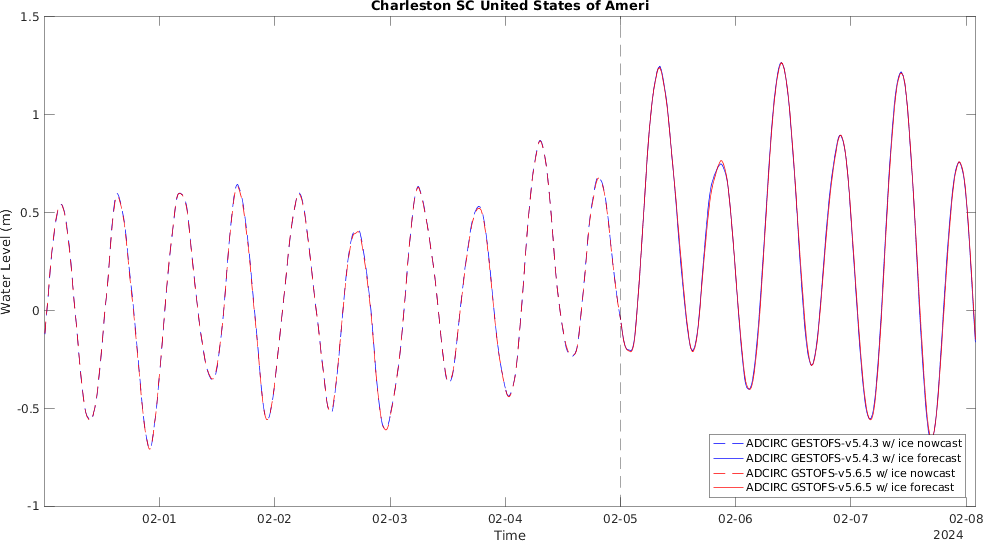 Charleston SC United States of Ameri
1.5
1
0.5
0
-0.5
-1
Water Level (m)
02-01
02-02
02-03
02-04
02-05
02-06
02-07
02-08
Time
2024
ADCIRC GESTOFS-v5.4.3 w/ ice nowcast
ADCIRC GESTOFS-v5.4.3 w/ ice forecast
ADCIRC GSTOFS-v5.6.5 w/ ice nowcast
ADCIRC GSTOFS-v5.6.5 w/ ice forecast